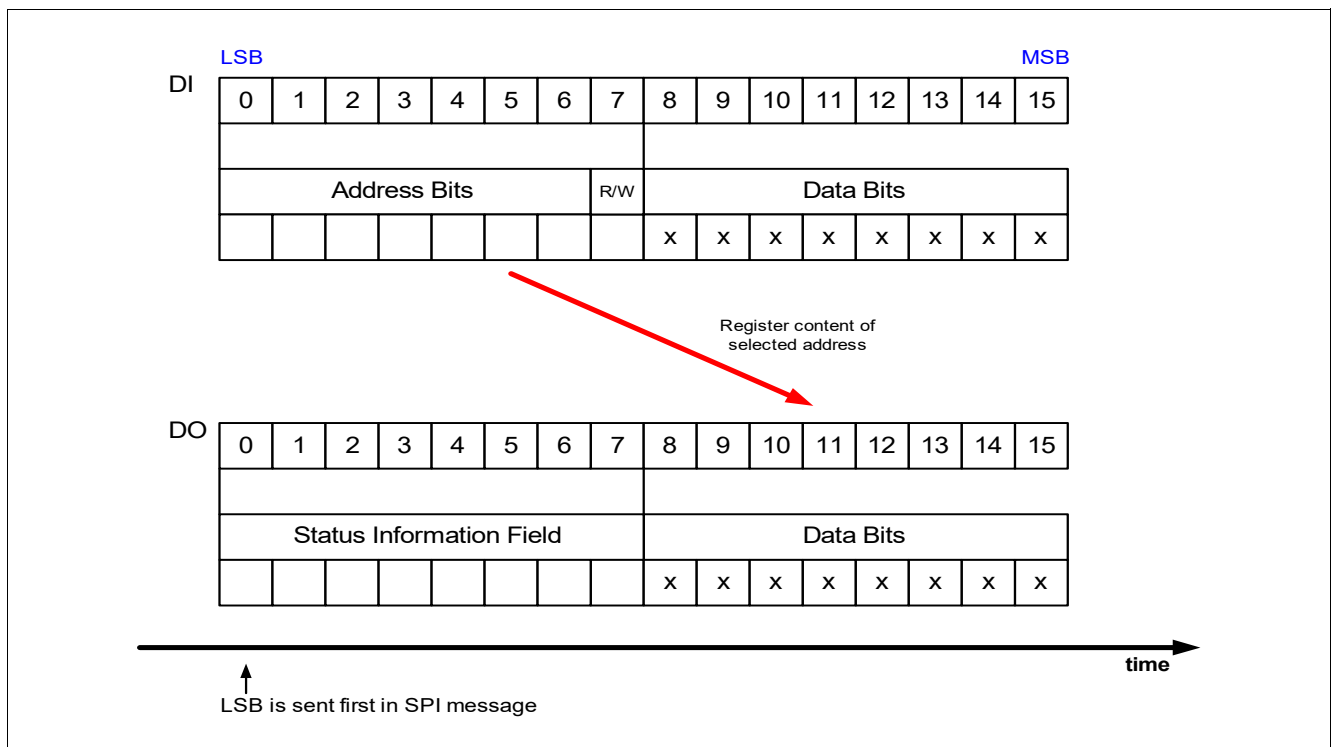 LSB MSB
DI
0 1 2 3 4 5 6 7 8 9 10 11 12 13 14 15
Address Bits R/W Data Bits
x x x x x x x x
Register content of
selected address
DO
0 1 2 3 4 5 6 7 8 9 10 11 12 13 14 15
Status Information Field Data Bits
x x x x x x x x
time
LSB is sent first in SPI message